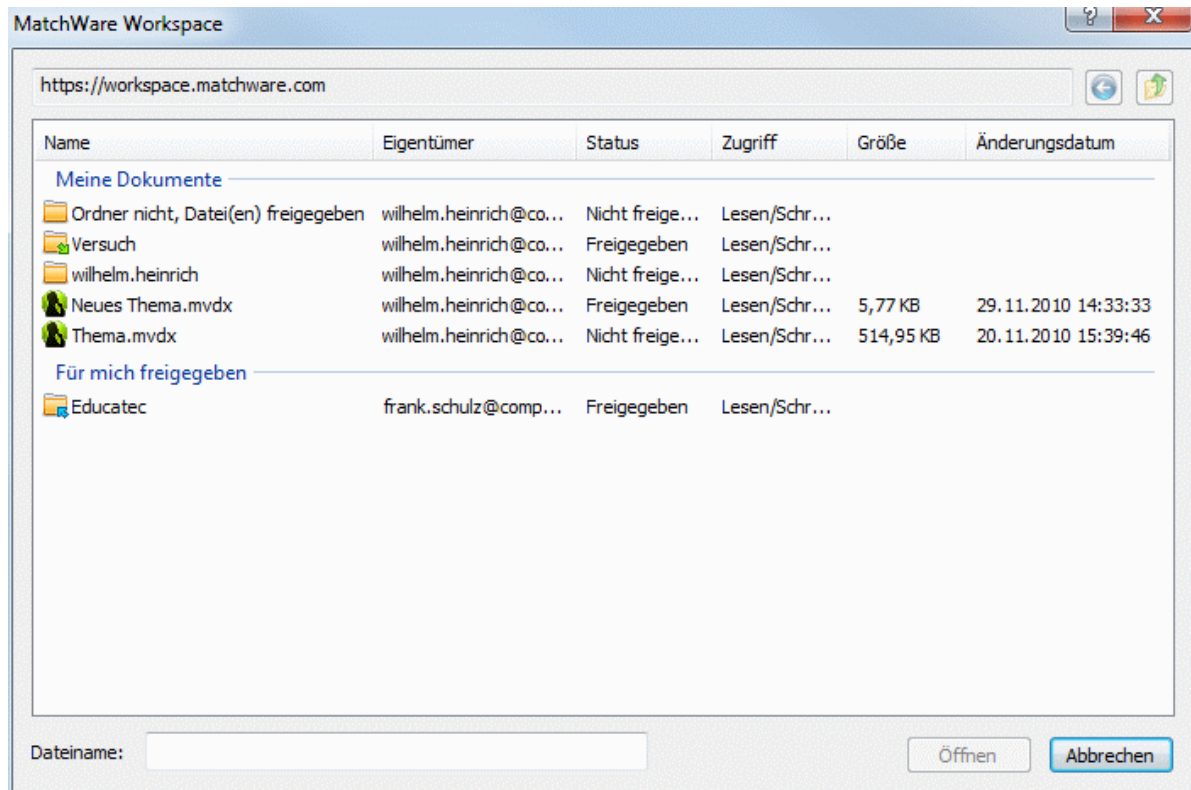 MatchWare Workspace
https://workspace.matchware.com
Name Eigentümer Status Zugriff Größe Änderungsdatum
Meine Dokumente
Ordner nicht, Datei(en) freigegeben wilhelm.heinrich@co... Nicht freige... Lesen/Schr...
Versuch wilhelm.heinrich@co... Freigegeben Lesen/Schr...
wilhelm.heinrich wilhelm.heinrich@co... Nicht freige... Lesen/Schr...
Neues Thema.mvdx wilhelm.heinrich@co... Freigegeben Lesen/Schr... 5,77 KB 29.11.2010 14:33:33
Thema.mvdx wilhelm.heinrich@co... Nicht freige... Lesen/Schr... 514,95 KB 20.11.2010 15:39:46
Für mich freigegeben
Educatec frank.schulz@comp... Freigegeben Lesen/Schr...
Dateiname: Öffnen Abbrechen